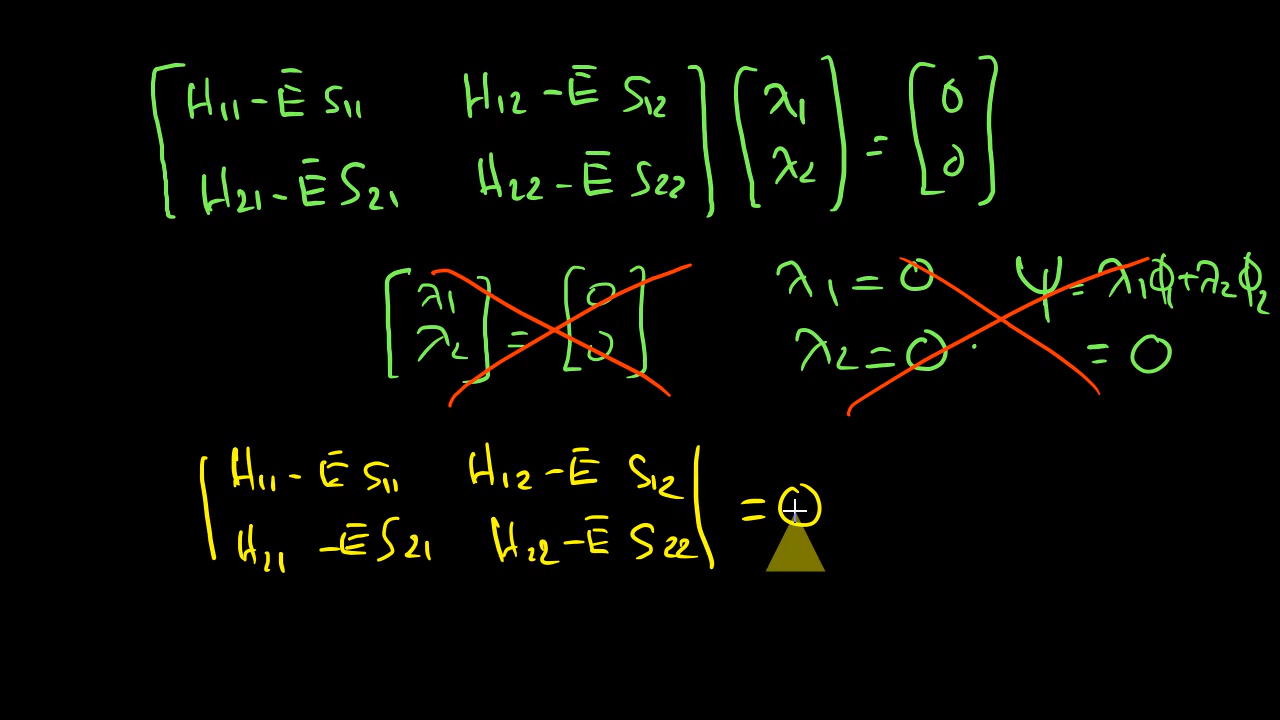 [H₁₁ - Ē S₁₁ H₁₂ - Ē S₁₂] [λ₁] = [0]
[H₂₁ - Ē S₂₁ H₂₂ - Ē S₂₂] [λ₂] [0]
[λ₁] = [0] λ₁ = 0 ψ = λ₁ϕ₁ + λ₂ϕ₂
[λ₂] [0] λ₂ = 0 . = 0
|H₁₁ - Ē S₁₁ H₁₂ - Ē S₁₂| = 0
|H₂₁ - Ē S₂₁ H₂₂ - Ē S₂₂|